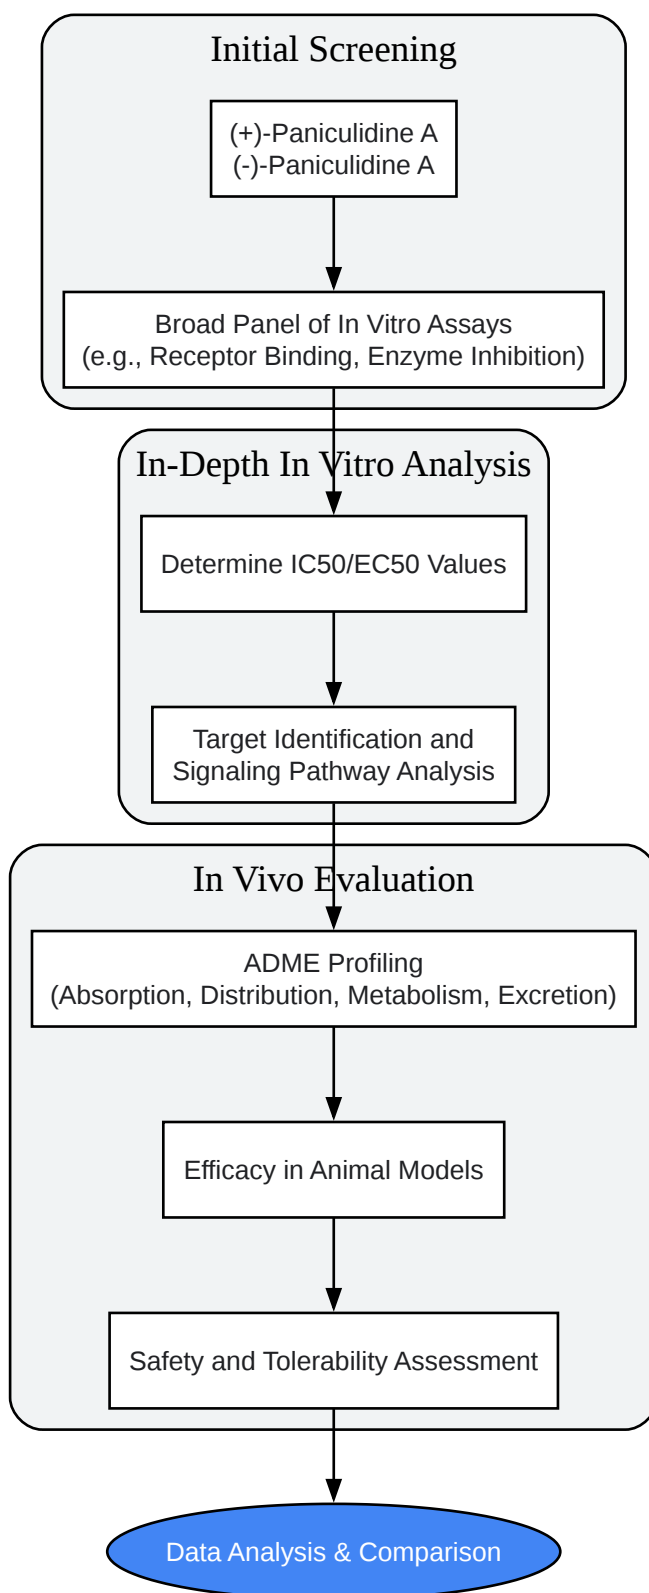 Initial Screening
(+)-Paniculidine A
(-)-Paniculidine A
Broad Panel of In Vitro Assays
(e.g., Receptor Binding, Enzyme Inhibition)
In-Depth In Vitro Analysis
Determine IC50/EC50 Values
Target Identification and
Signaling Pathway Analysis
In Vivo Evaluation
ADME Profiling
(Absorption, Distribution, Metabolism, Excretion)
Efficacy in Animal Models
Safety and Tolerability Assessment
Data Analysis & Comparison